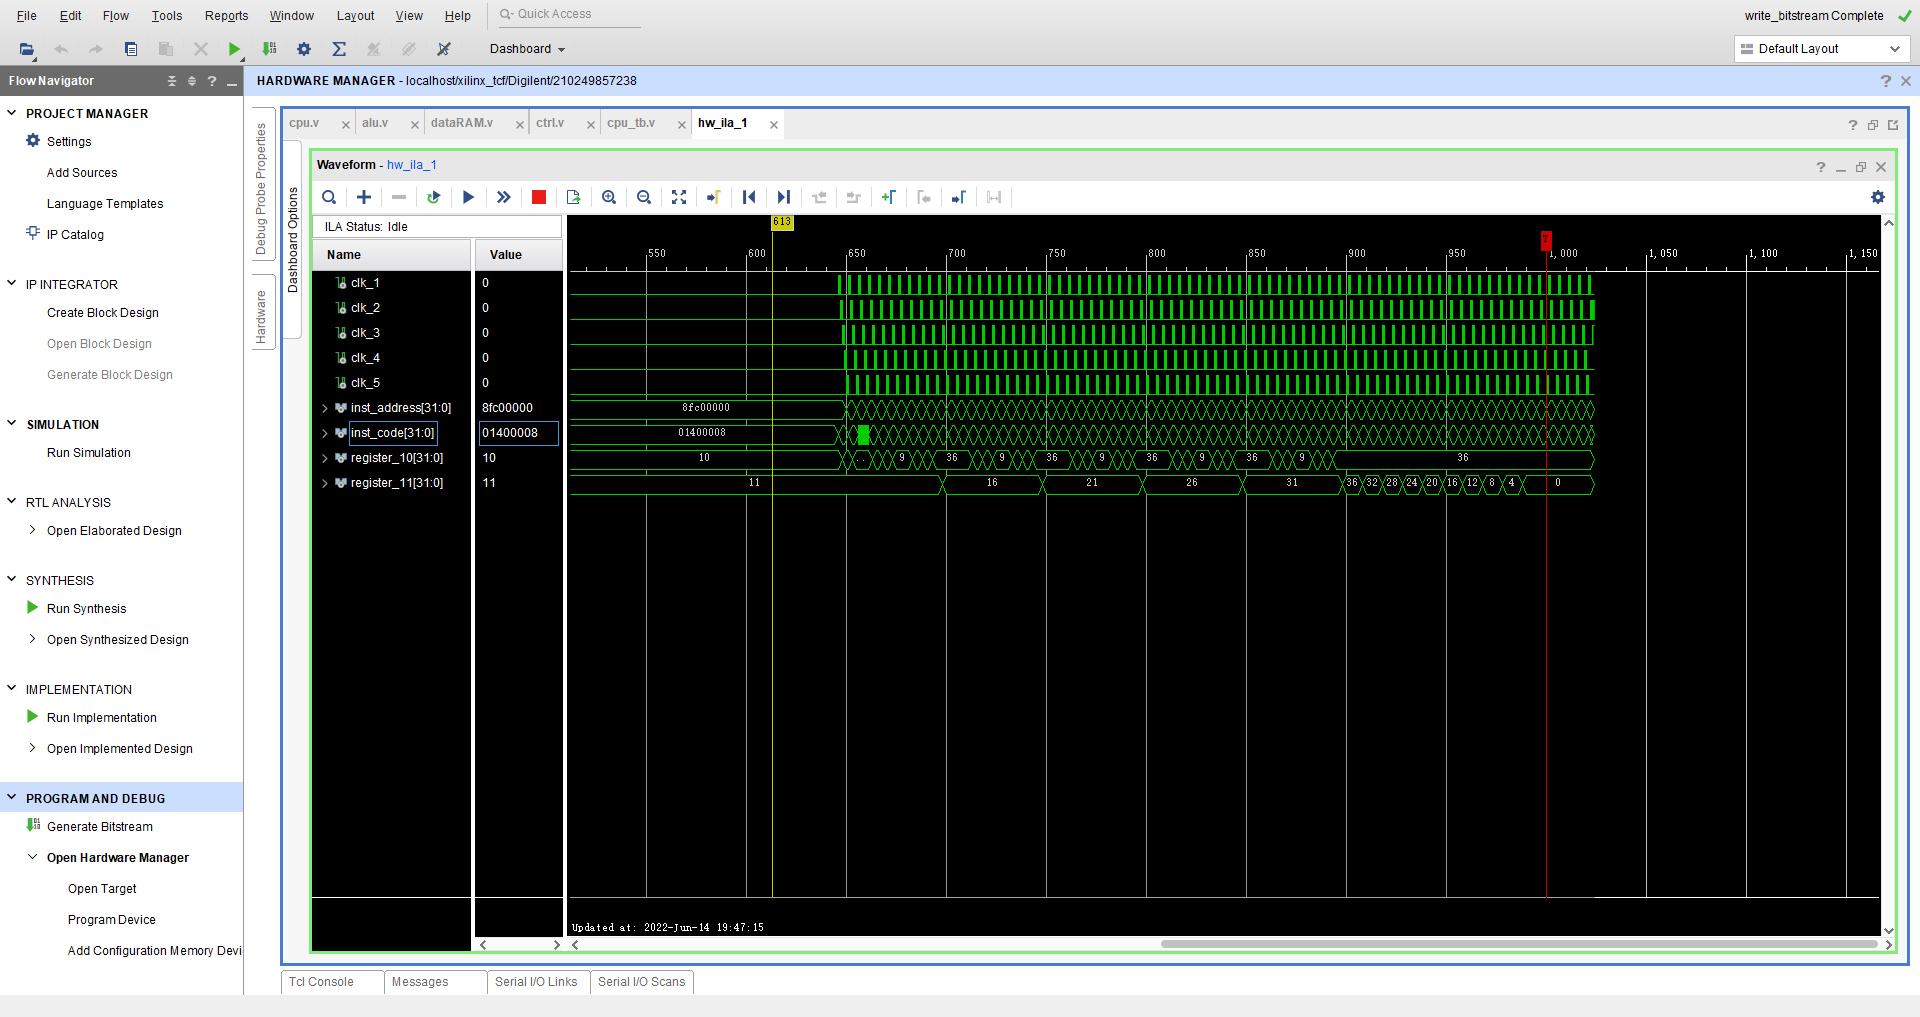 File Edit Flow Tools Reports Window Layout View Help Quick Access
write_bitstream Complete
Dashboard
Default Layout
Flow Navigator
HARDWARE MANAGER - localhost/xilinx_tcf/Digilent/210249857238
PROJECT MANAGER
Settings
Add Sources
Language Templates
IP Catalog
IP INTEGRATOR
Create Block Design
Open Block Design
Generate Block Design
SIMULATION
Run Simulation
RTL ANALYSIS
Open Elaborated Design
SYNTHESIS
Run Synthesis
Open Synthesized Design
IMPLEMENTATION
Run Implementation
Open Implemented Design
PROGRAM AND DEBUG
Generate Bitstream
Open Hardware Manager
Open Target
Program Device
Add Configuration Memory Devi
Debug Probe Properties
Hardware
Dashboard Options
cpu.v alu.v dataRAM.v ctrl.v cpu_tb.v hw_ila_1
Waveform - hw_ila_1
ILA Status: Idle
Name Value
613
550 600 650 700 750 800 850 900 950 1,000 1,050 1,100 1,150
clk_1 0
clk_2 0
clk_3 0
clk_4 0
clk_5 0
inst_address[31:0] 8fc00000 8fc00000
inst_code[31:0] 01400008 01400008
register_10[31:0] 10 10 .. 9 36 9 36 9 36 9 36 9 36
register_11[31:0] 11 11 16 21 26 31 36 32 28 24 20 16 12 8 4 0
Updated at: 2022-Jun-14 19:47:15
Tcl Console Messages Serial I/O Links Serial I/O Scans